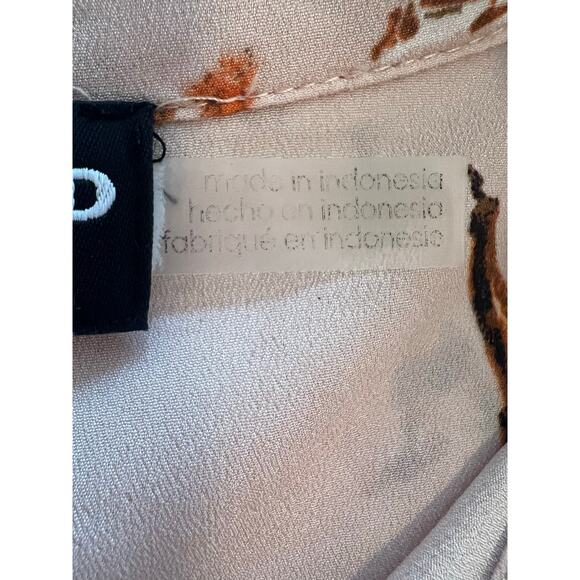 made in indonesia
hecho en indonesia
fabriqué en indonesie